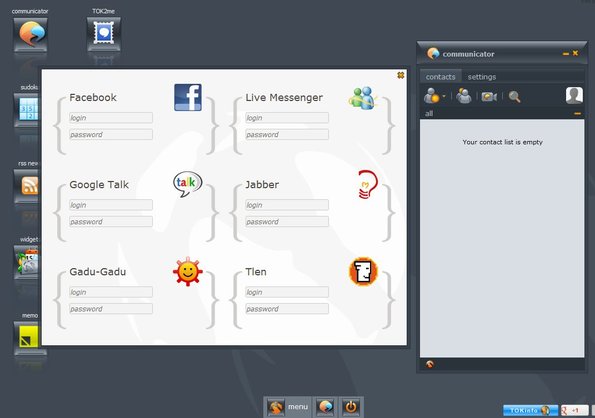 communicator
TOK2me
sudoku
rss new
widget
memo
Facebook
login
password
Live Messenger
login
password
Google Talk
login
password
talk
Jabber
login
password
Gadu-Gadu
login
password
Tlen
login
password
communicator
contacts settings
all
Your contact list is empty
menu
TOKinfo
+1